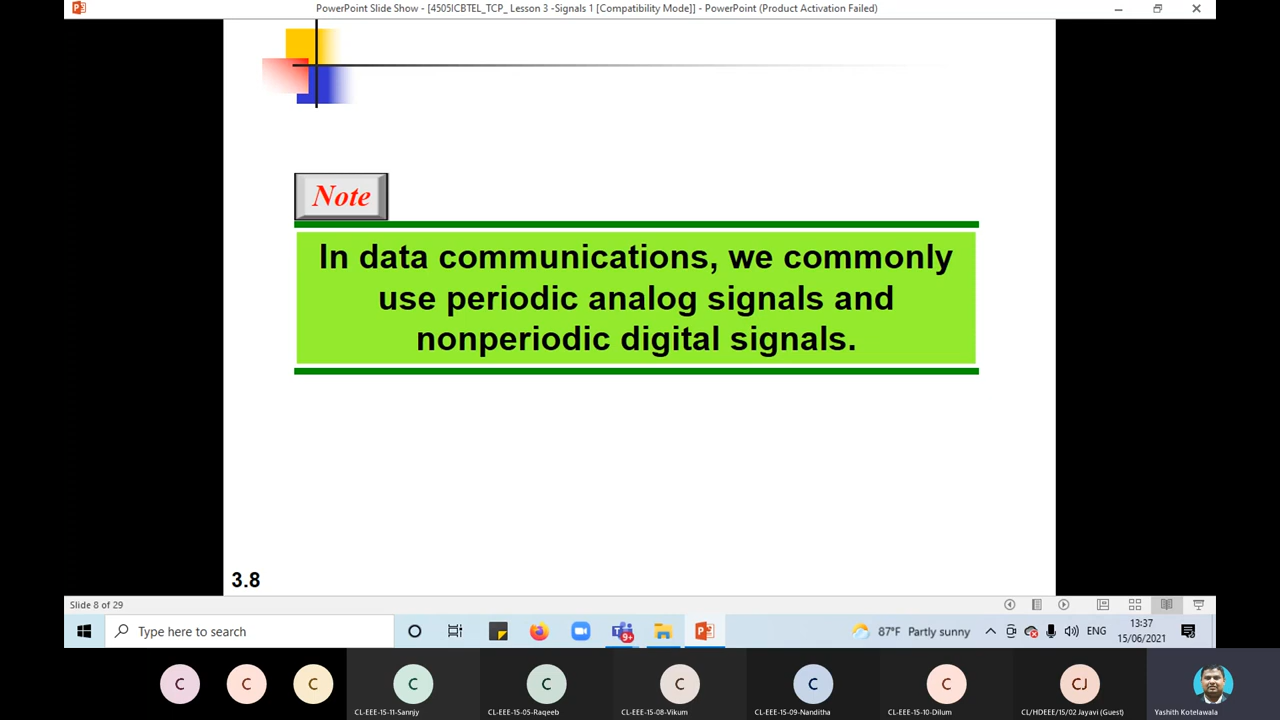 PowerPoint Slide Show - [4505ICBTEL_TCP_ Lesson 3 -Signals 1 [Compatibility Mode]] - PowerPoint (Product Activation Failed)
Note
In data communications, we commonly
use periodic analog signals and
nonperiodic digital signals.
3.8
Slide 8 of 29
Type here to search
9+
87°F Partly sunny
ENG
13:37
15/06/2021
C
C
C
C
C
C
C
C
CJ
CL-EEE-15-11-Sannjy
CL-EEE-15-05-Raqeeb
CL-EEE-15-08-Vikum
CL-EEE-15-09-Nanditha
CL-EEE-15-10-Dilum
CL/HDEEE/15/02 Jayavi (Guest)
Yashith Kotelawala